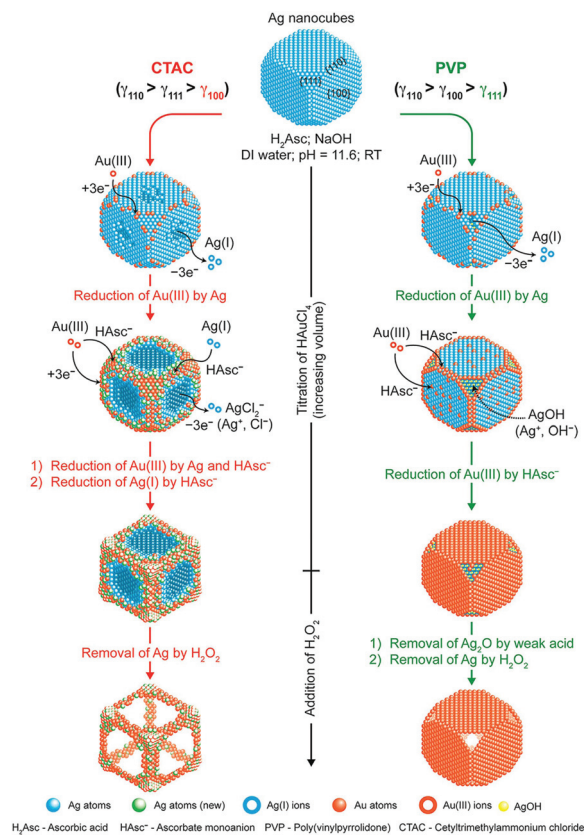 Ag nanocubes
CTAC
(γ110 > γ111 > γ100)
PVP
(γ110 > γ100 > γ111)
(110)
(111)
(100)
H2Asc; NaOH
DI water; pH = 11.6; RT
Au(III)
+3e−
Ag(I)
−3e−
Reduction of Au(III) by Ag
Au(III)
+3e−
Ag(I)
−3e−
Reduction of Au(III) by Ag
Titration of HAuCl4
(increasing volume)
Au(III)
HAsc−
Ag(I)
HAsc−
+3e−
AgCl2−
−3e− (Ag+, Cl−)
1) Reduction of Au(III) by Ag and HAsc−
2) Reduction of Ag(I) by HAsc−
Au(III)
HAsc−
HAsc−
AgOH
(Ag+, OH−)
Reduction of Au(III) by HAsc−
Addition of H2O2
Removal of Ag by H2O2
1) Removal of Ag2O by weak acid
2) Removal of Ag by H2O2
Ag atoms
Ag atoms (new)
Ag(I) ions
Au atoms
Au(III) ions
AgOH
H2Asc - Ascorbic acid
HAsc− - Ascorbate monoanion
PVP - Poly(vinylpyrrolidone)
CTAC - Cetyltrimethylammonium chloride